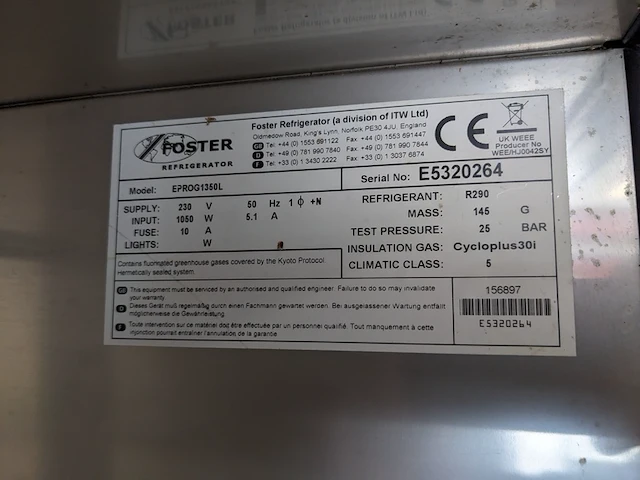 FOSTER
REFRIGERATOR
Foster Refrigerator (a division of ITW Ltd)
Oldmedow Road, King's Lynn, Norfolk PE30 4JU. England
GB Tel: +44 (0) 1553 691122 Fax: +44 (0) 1553 691447
D Tel: +49 (0) 781 990 7840 Fax: +49 (0) 781 990 7844
F Tel: +33 (0) 1 3430 2222 Fax: +33 (0) 1 3037 6874
CE
UK WEEE
Producer No
WEE/HJ0042SY
Model: EPROG1350L
Serial No: E5320264
SUPPLY: 230 V 50 Hz 1 ϕ +N
INPUT: 1050 W 5.1 A
FUSE: 10 A
LIGHTS: W
REFRIGERANT: R290
MASS: 145 G
TEST PRESSURE: 25 BAR
INSULATION GAS: Cycloplus30i
CLIMATIC CLASS: 5
Contains fluorinated greenhouse gases covered by the Kyoto Protocol
Hermetically sealed system.
GB This equipment must be serviced by an authorised and qualified engineer. Failure to do so may invalidate
your warranty.
D Dieses Gerät muß regelmäßig durch einen Fachmann gewartet werden. Bei ausgelassener Wartung entfällt
möglicherweise die Gewährleistung.
F Toute intervention sur ce matériel doit être effectuée par un personnel qualifié. Tout manquement à cette
injonction pourrait entraîner l'annulation de la garantie.
156897
E5320264